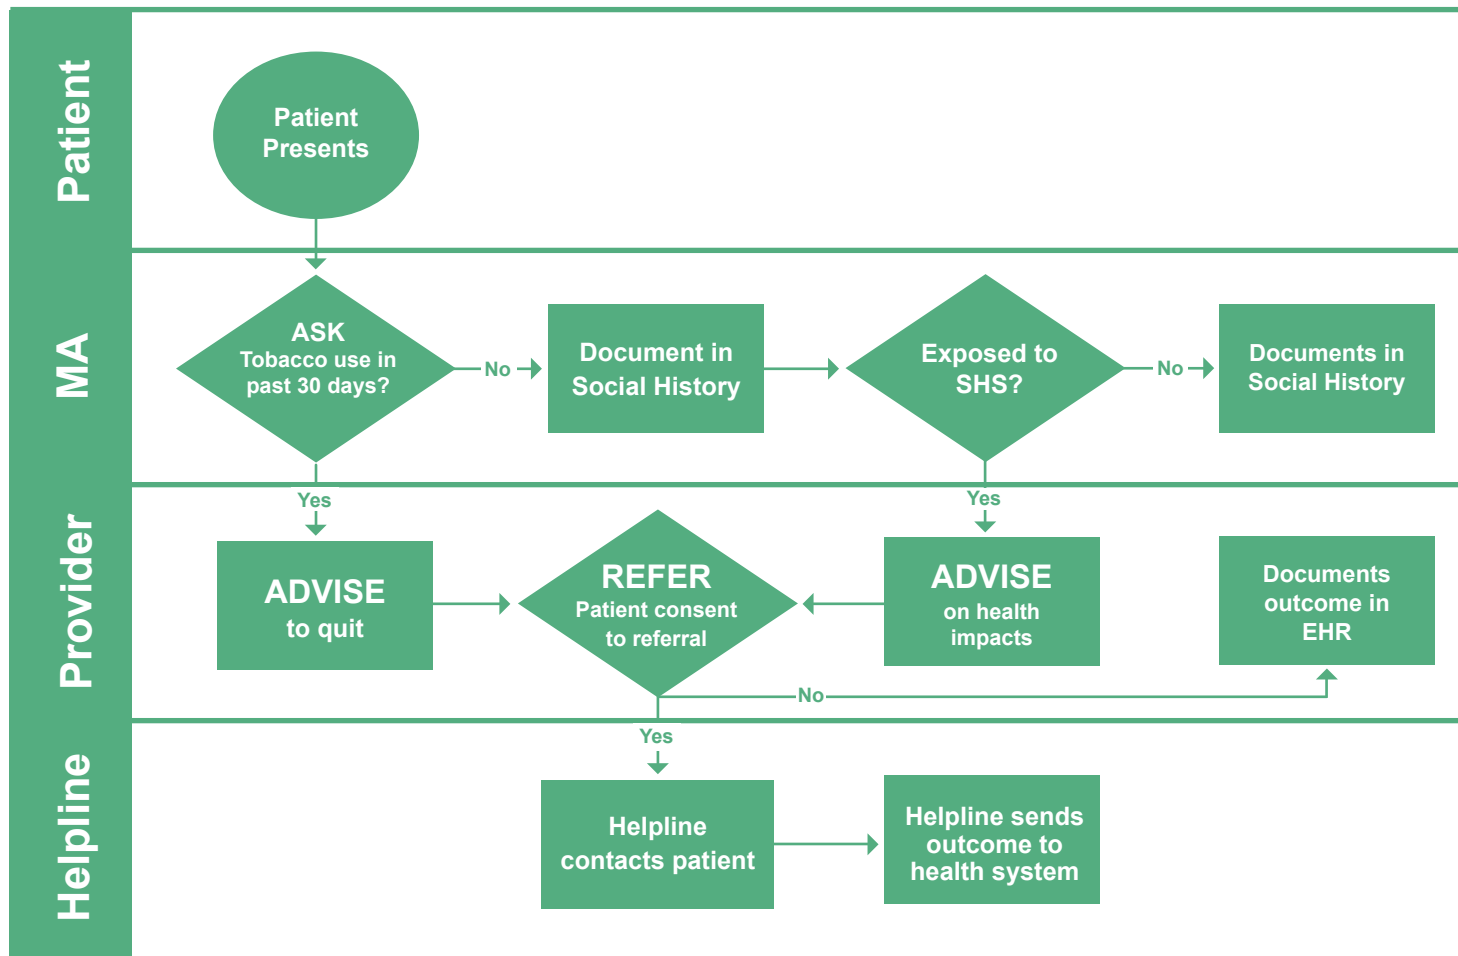 Patient
Patient
Presents
MA
ASK
Tobacco use in
past 30 days?
No
Document in
Social History
Exposed to
SHS?
No
Documents in
Social History
Yes
Yes
Provider
ADVISE
to quit
REFER
Patient consent
to referral
ADVISE
on health
impacts
Documents
outcome in
EHR
No
Yes
Helpline
Helpline
contacts patient
Helpline sends
outcome to
health system